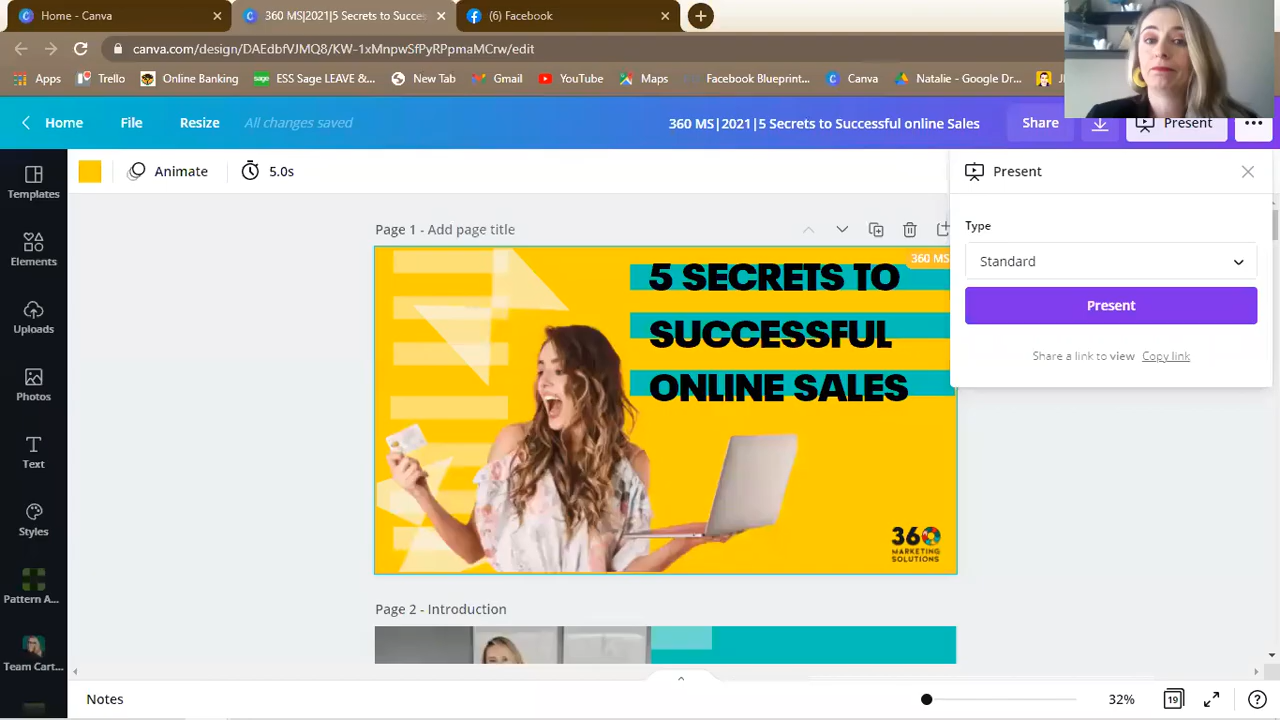 Home - Canva
360 MS|2021|5 Secrets to Succes
(6) Facebook
canva.com/design/DAEdbfVJMQ8/KW-1xMnpwSfPyRPpmaMCrw/edit
Apps Trello Online Banking ESS Sage LEAVE &... New Tab Gmail YouTube Maps Facebook Blueprint... Canva Natalie - Google Dr...
Home File Resize All changes saved 360 MS|2021|5 Secrets to Successful online Sales Share Present
Animate 5.0s
Present
Templates
Elements
Uploads
Photos
Text
Styles
Pattern A...
Team Cart...
Page 1 - Add page title
360 MS
5 SECRETS TO
SUCCESSFUL
ONLINE SALES
360
MARKETING
SOLUTIONS
Type
Standard
Present
Share a link to view Copy link
Page 2 - Introduction
Notes 32% 19